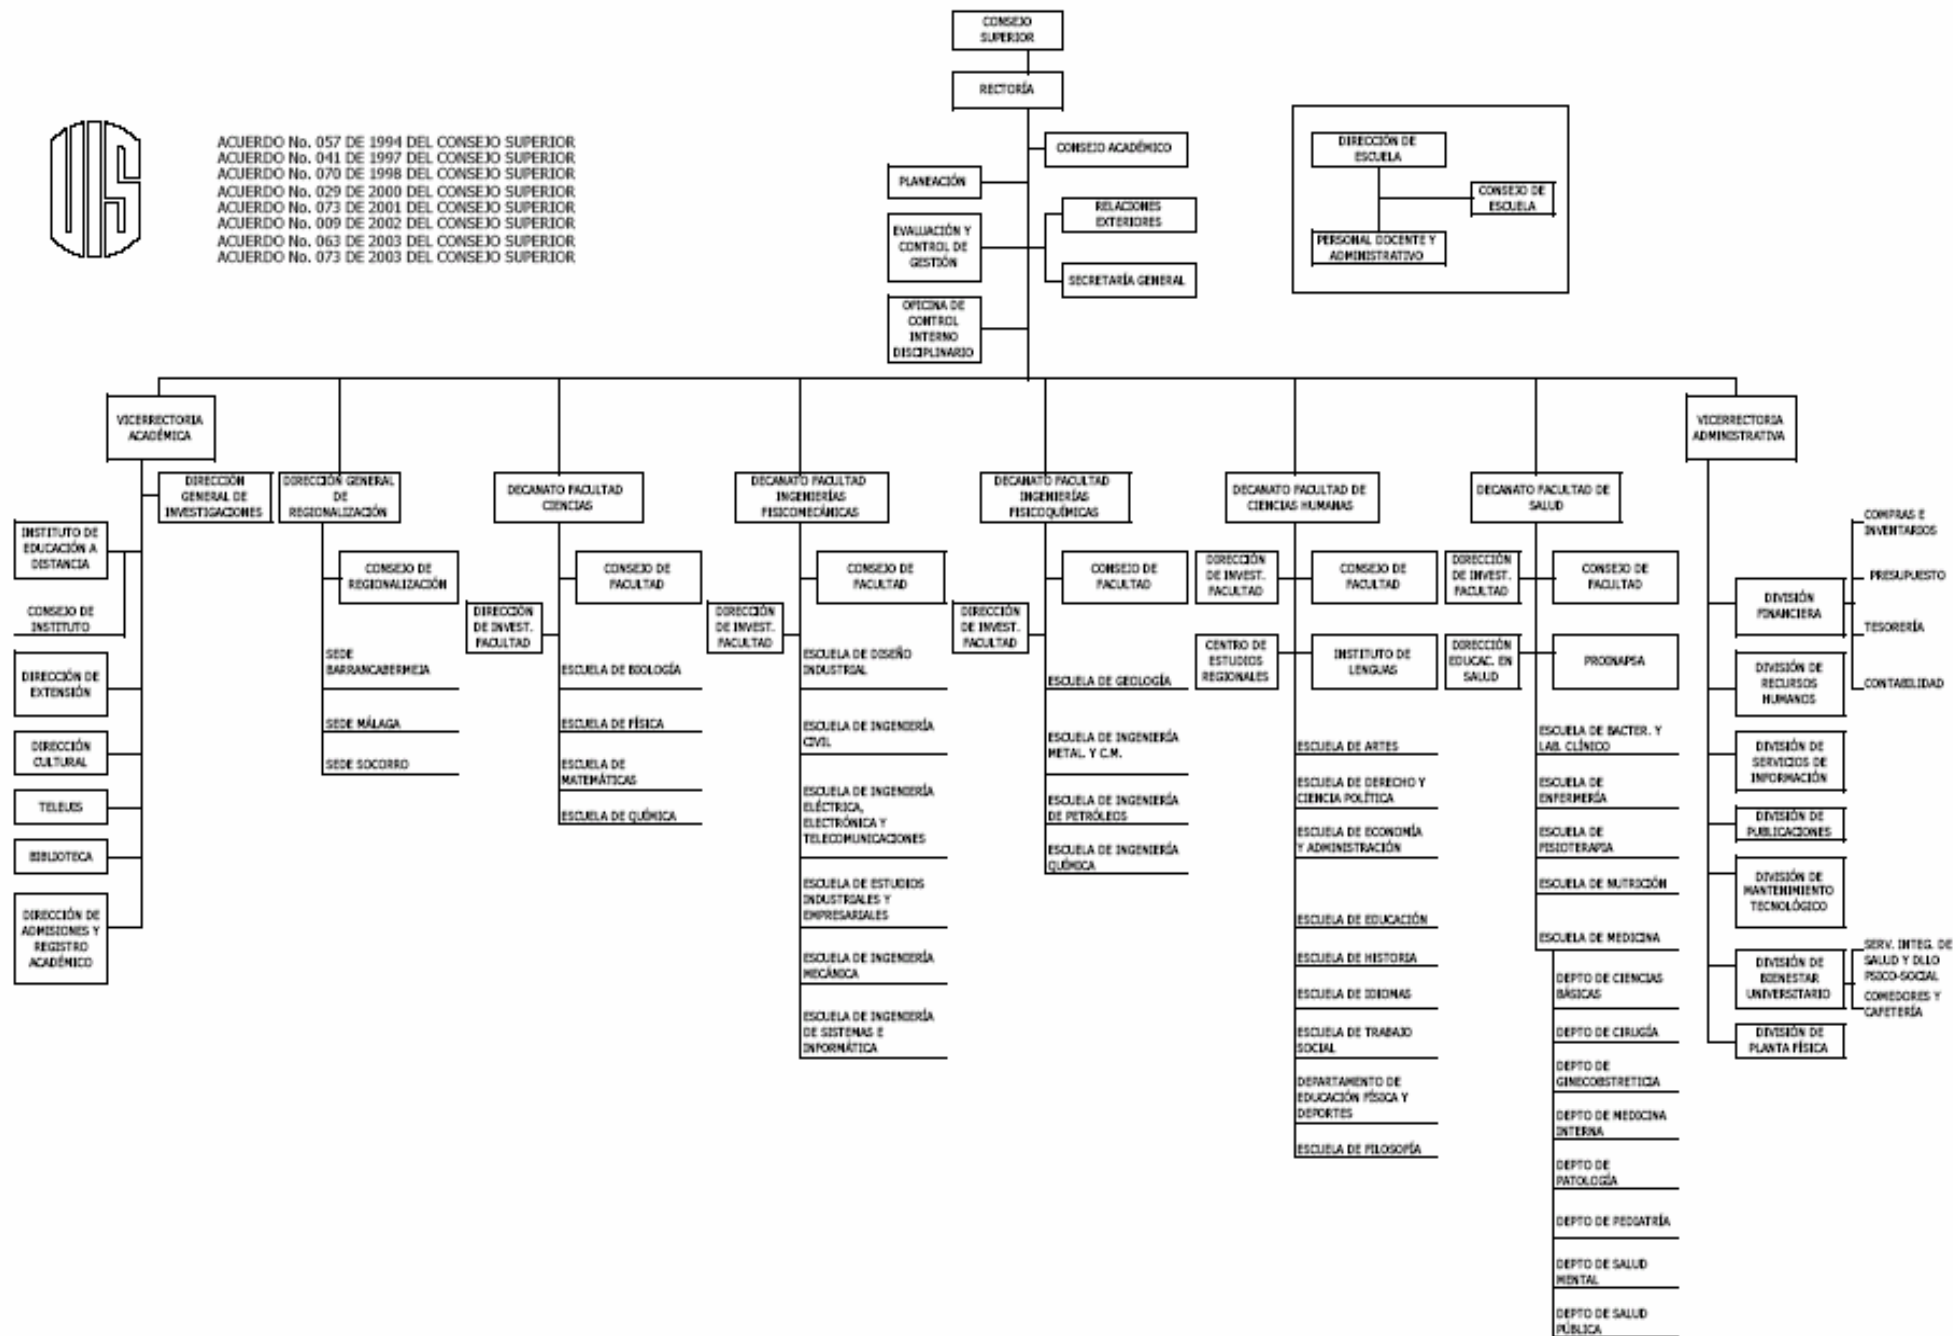 CONSEJO
SUPERIOR
RECTORÍA
UIS
ACUERDO No. 057 DE 1994 DEL CONSEJO SUPERIOR
ACUERDO No. 041 DE 1997 DEL CONSEJO SUPERIOR
ACUERDO No. 070 DE 1998 DEL CONSEJO SUPERIOR
ACUERDO No. 029 DE 2000 DEL CONSEJO SUPERIOR
ACUERDO No. 073 DE 2001 DEL CONSEJO SUPERIOR
ACUERDO No. 009 DE 2002 DEL CONSEJO SUPERIOR
ACUERDO No. 063 DE 2003 DEL CONSEJO SUPERIOR
ACUERDO No. 073 DE 2003 DEL CONSEJO SUPERIOR
CONSEJO ACADÉMICO
PLANEACIÓN
RELACIONES
EXTERIORES
EVALUACIÓN Y
CONTROL DE
GESTIÓN
SECRETARÍA GENERAL
OFICINA DE
CONTROL
INTERNO
DISCIPLINARIO
DIRECCIÓN DE
ESCUELA
CONSEJO DE
ESCUELA
PERSONAL DOCENTE Y
ADMINISTRATIVO
VICERRECTORIA
ACADÉMICA
DIRECCIÓN
GENERAL DE
INVESTIGACIONES
INSTITUTO DE
EDUCACIÓN A
DISTANCIA
CONSEJO DE
INSTITUTO
DIRECCIÓN DE
EXTENSIÓN
DIRECCIÓN
CULTURAL
TELEUIS
BIBLIOTECA
DIRECCIÓN DE
ADMISIONES Y
REGISTRO
ACADÉMICO
DIRECCIÓN GENERAL
DE
REGIONALIZACIÓN
CONSEJO DE
REGIONALIZACIÓN
SEDE
BARRANCABERMEJA
SEDE MÁLAGA
SEDE SOCORRO
DECANATO FACULTAD
CIENCIAS
CONSEJO DE
FACULTAD
DIRECCIÓN
DE INVEST.
FACULTAD
ESCUELA DE BIOLOGÍA
ESCUELA DE FÍSICA
ESCUELA DE
MATEMÁTICAS
ESCUELA DE QUÍMICA
DECANATO FACULTAD
INGENIERÍAS
FISICOMECÁNICAS
CONSEJO DE
FACULTAD
DIRECCIÓN
DE INVEST.
FACULTAD
ESCUELA DE DISEÑO
INDUSTRIAL
ESCUELA DE INGENIERÍA
CIVIL
ESCUELA DE INGENIERÍA
ELÉCTRICA,
ELECTRÓNICA Y
TELECOMUNICACIONES
ESCUELA DE ESTUDIOS
INDUSTRIALES Y
EMPRESARIALES
ESCUELA DE INGENIERÍA
MECÁNICA
ESCUELA DE INGENIERÍA
DE SISTEMAS E
INFORMÁTICA
DECANATO FACULTAD
INGENIERÍAS
FISICOQUÍMICAS
CONSEJO DE
FACULTAD
DIRECCIÓN
DE INVEST.
FACULTAD
ESCUELA DE GEOLOGÍA
ESCUELA DE INGENIERÍA
METAL. Y C.M.
ESCUELA DE INGENIERÍA
DE PETRÓLEOS
ESCUELA DE INGENIERÍA
QUÍMICA
DECANATO FACULTAD DE
CIENCIAS HUMANAS
DIRECCIÓN
DE INVEST.
FACULTAD
CONSEJO DE
FACULTAD
CENTRO DE
ESTUDIOS
REGIONALES
INSTITUTO DE
LENGUAS
ESCUELA DE ARTES
ESCUELA DE DERECHO Y
CIENCIA POLÍTICA
ESCUELA DE ECONOMÍA
Y ADMINISTRACIÓN
ESCUELA DE EDUCACIÓN
ESCUELA DE HISTORIA
ESCUELA DE IDIOMAS
ESCUELA DE TRABAJO
SOCIAL
DEPARTAMENTO DE
EDUCACIÓN FÍSICA Y
DEPORTES
ESCUELA DE FILOSOFÍA
DECANATO FACULTAD DE
SALUD
DIRECCIÓN
DE INVEST.
FACULTAD
CONSEJO DE
FACULTAD
DIRECCIÓN
EDUCAC. EN
SALUD
PROINAPSA
ESCUELA DE BACTER. Y
LAB. CLÍNICO
ESCUELA DE
ENFERMERÍA
ESCUELA DE
FISIOTERAPIA
ESCUELA DE NUTRICIÓN
ESCUELA DE MEDICINA
DEPTO DE CIENCIAS
BÁSICAS
DEPTO DE CIRUGÍA
DEPTO DE
GINECOBSTRETICIA
DEPTO DE MEDICINA
INTERNA
DEPTO DE
PATOLOGÍA
DEPTO DE PEDIATRÍA
DEPTO DE SALUD
MENTAL
DEPTO DE SALUD
PÚBLICA
VICERRECTORIA
ADMINISTRATIVA
DIVISIÓN
FINANCIERA
COMPRAS E
INVENTARIOS
PRESUPUESTO
TESORERÍA
CONTABILIDAD
DIVISIÓN DE
RECURSOS
HUMANOS
DIVISIÓN DE
SERVICIOS DE
INFORMACIÓN
DIVISIÓN DE
PUBLICACIONES
DIVISIÓN DE
MANTENIMIENTO
TECNOLÓGICO
DIVISIÓN DE
BIENESTAR
UNIVERSITARIO
SERV. INTEG. DE
SALUD Y DLLO
PSICO-SOCIAL
COMEDORES Y
CAFETERÍA
DIVISIÓN DE
PLANTA FÍSICA